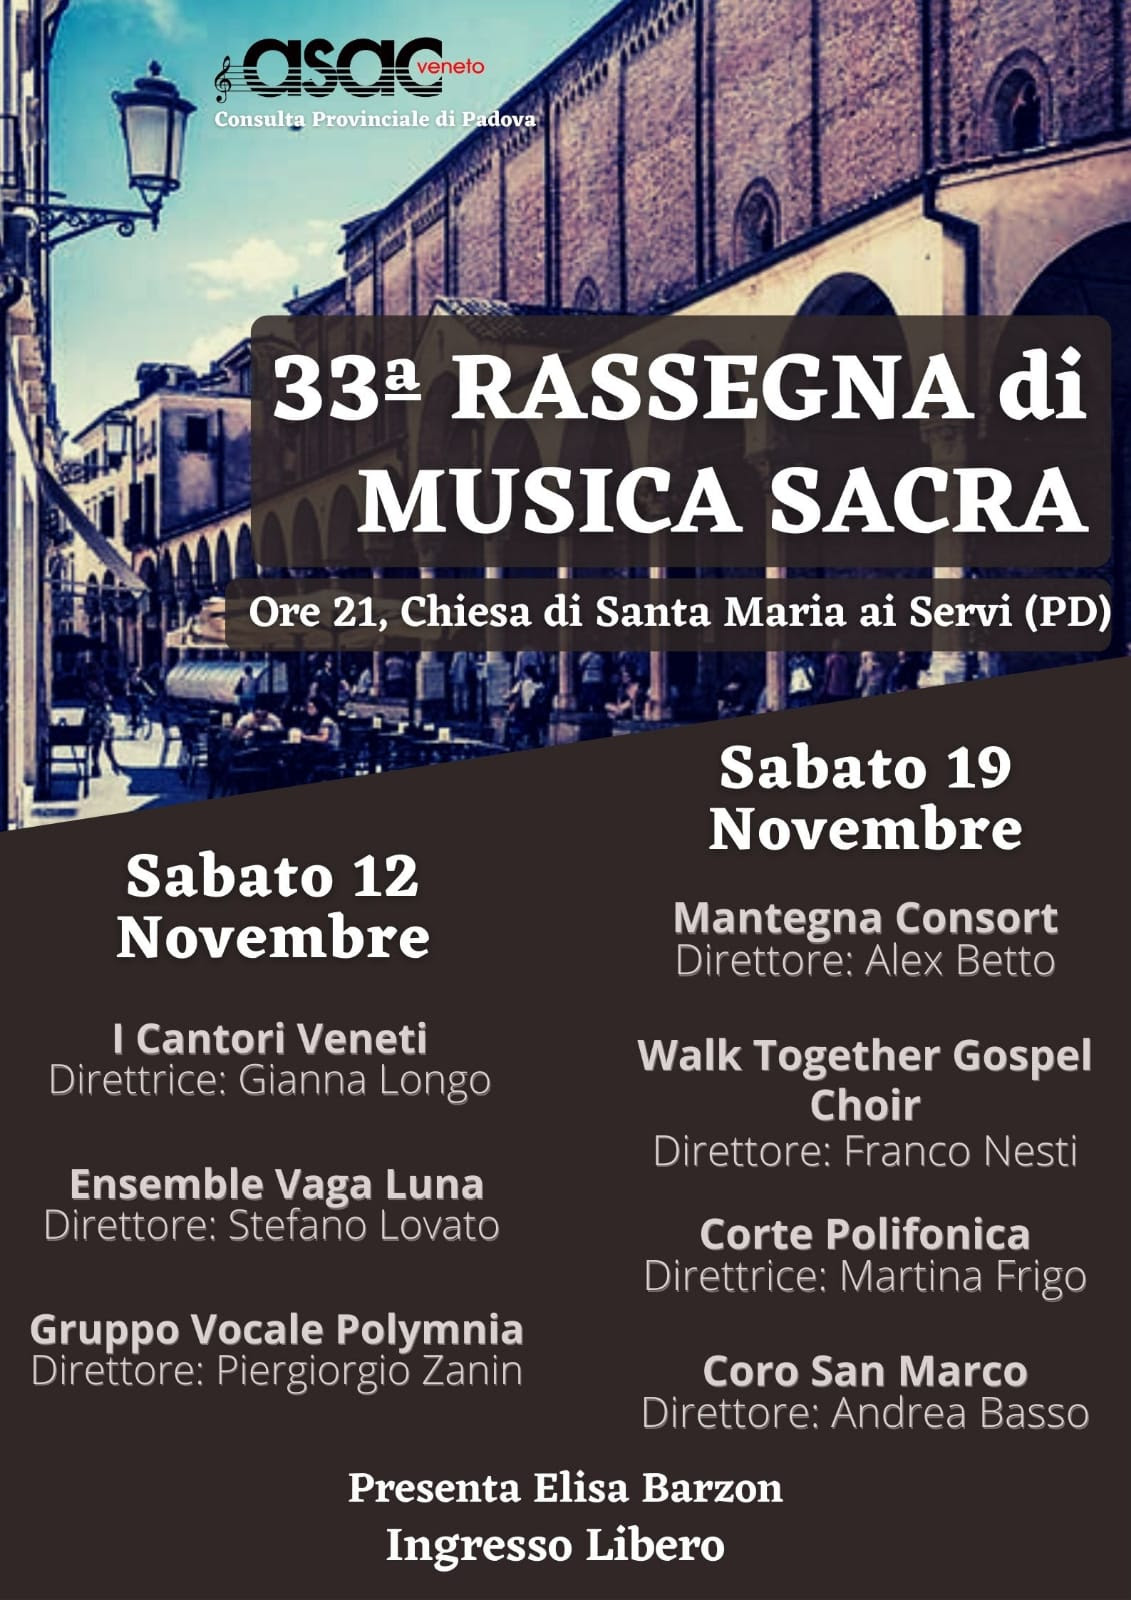 asac veneto
Consulta Provinciale di Padova
33ª RASSEGNA di
MUSICA SACRA
Ore 21, Chiesa di Santa Maria ai Servi (PD)
Sabato 12
Novembre
I Cantori Veneti
Direttrice: Gianna Longo
Ensemble Vaga Luna
Direttore: Stefano Lovato
Gruppo Vocale Polymnia
Direttore: Piergiorgio Zanin
Sabato 19
Novembre
Mantegna Consort
Direttore: Alex Betto
Walk Together Gospel
Choir
Direttore: Franco Nesti
Corte Polifonica
Direttrice: Martina Frigo
Coro San Marco
Direttore: Andrea Basso
Presenta Elisa Barzon
Ingresso Libero